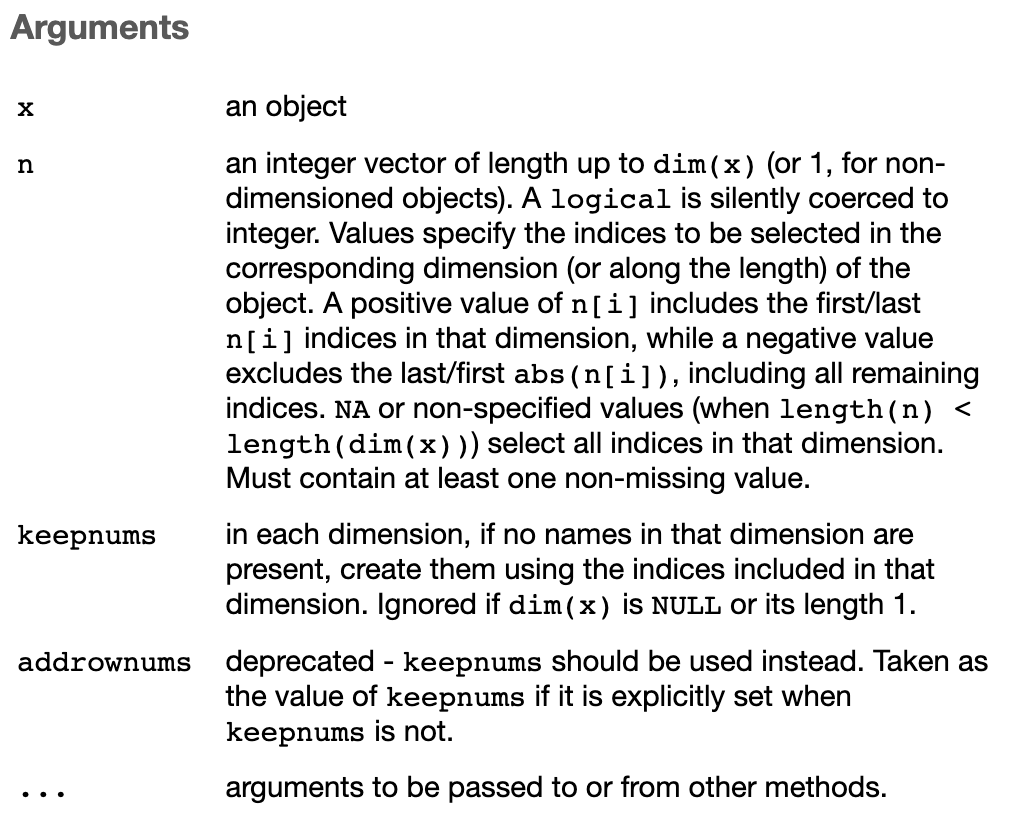 Arguments
x an object
n an integer vector of length up to dim(x) (or 1, for non-
dimensioned objects). A logical is silently coerced to
integer. Values specify the indices to be selected in the
corresponding dimension (or along the length) of the
object. A positive value of n[i] includes the first/last
n[i] indices in that dimension, while a negative value
excludes the last/first abs(n[i]), including all remaining
indices. NA or non-specified values (when length(n) <
length(dim(x))) select all indices in that dimension.
Must contain at least one non-missing value.
keepnums in each dimension, if no names in that dimension are
present, create them using the indices included in that
dimension. Ignored if dim(x) is NULL or its length 1.
addrownums deprecated - keepnums should be used instead. Taken as
the value of keepnums if it is explicitly set when
keepnums is not.
... arguments to be passed to or from other methods.